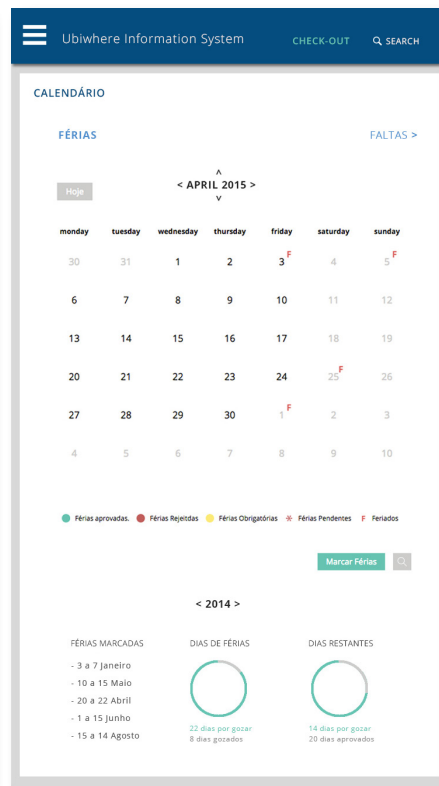 Ubiwhere Information System CHECK-OUT SEARCH
CALENDÁRIO
FÉRIAS FALTAS >
Hoje < APRIL 2015 >
monday tuesday wednesday thursday friday saturday sunday
30 31 1 2 3 F 4 5 F
6 7 8 9 10 11 12
13 14 15 16 17 18 19
20 21 22 23 24 25 F 26
27 28 29 30 1 F 2 3
4 5 6 7 8 9 10
Férias aprovadas. Férias Rejeitdas Férias Obrigatórias * Férias Pendentes F Feriados
Marcar Férias
< 2014 >
FÉRIAS MARCADAS DIAS DE FÉRIAS DIAS RESTANTES
- 3 a 7 Janeiro
- 10 a 15 Maio
- 20 a 22 Abril
- 1 a 15 Junho
- 15 a 14 Agosto
22 dias por gozar 14 dias por gozar
8 dias gozados 20 dias aprovados